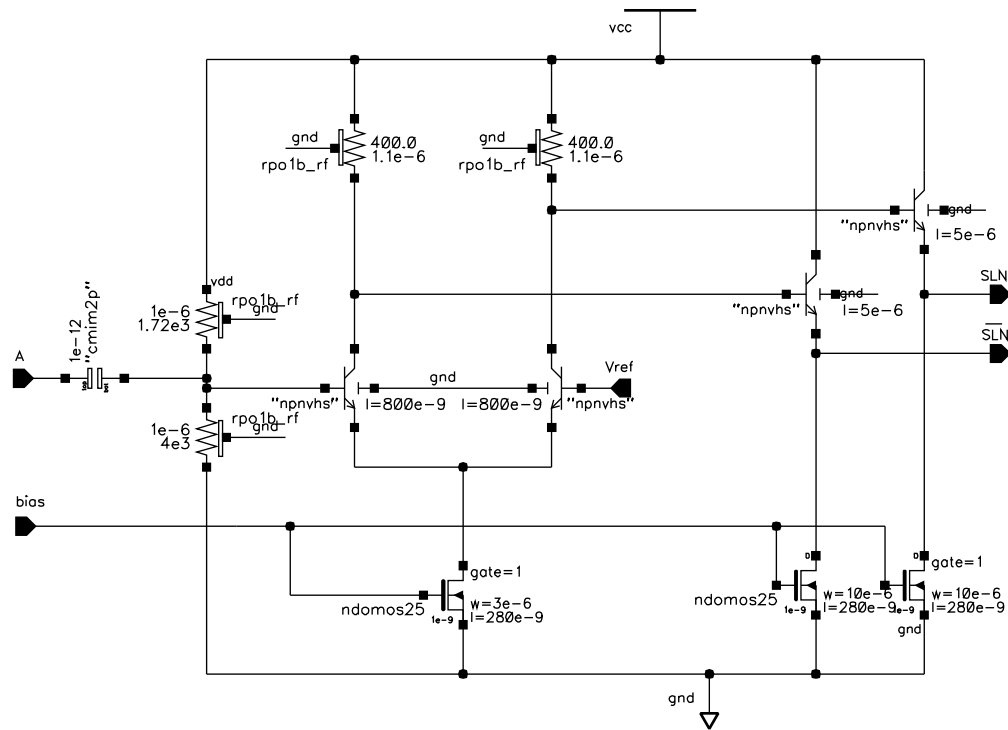 vcc
gnd
400.0
1.1e-6
rpo1b_rf
gnd
400.0
1.1e-6
rpo1b_rf
gnd
"npnvhs"
l=5e-6
SLN
vdd
rpo1b_rf
gnd
1e-6
1.72e3
gnd
"npnvhs"
l=5e-6
SLN
1e-12
"cmim2p"
A
gnd
Vref
"npnvhs"
l=800e-9
l=800e-9
"npnvhs"
rpo1b_rf
gnd
1e-6
4e3
bias
gate=1
ndomos25
w=3e-6
1e-9
l=280e-9
D
ndomos25
w=10e-6
1e-9
l=280e-9
D
gate=1
w=10e-6
1e-9
l=280e-9
gnd
gnd